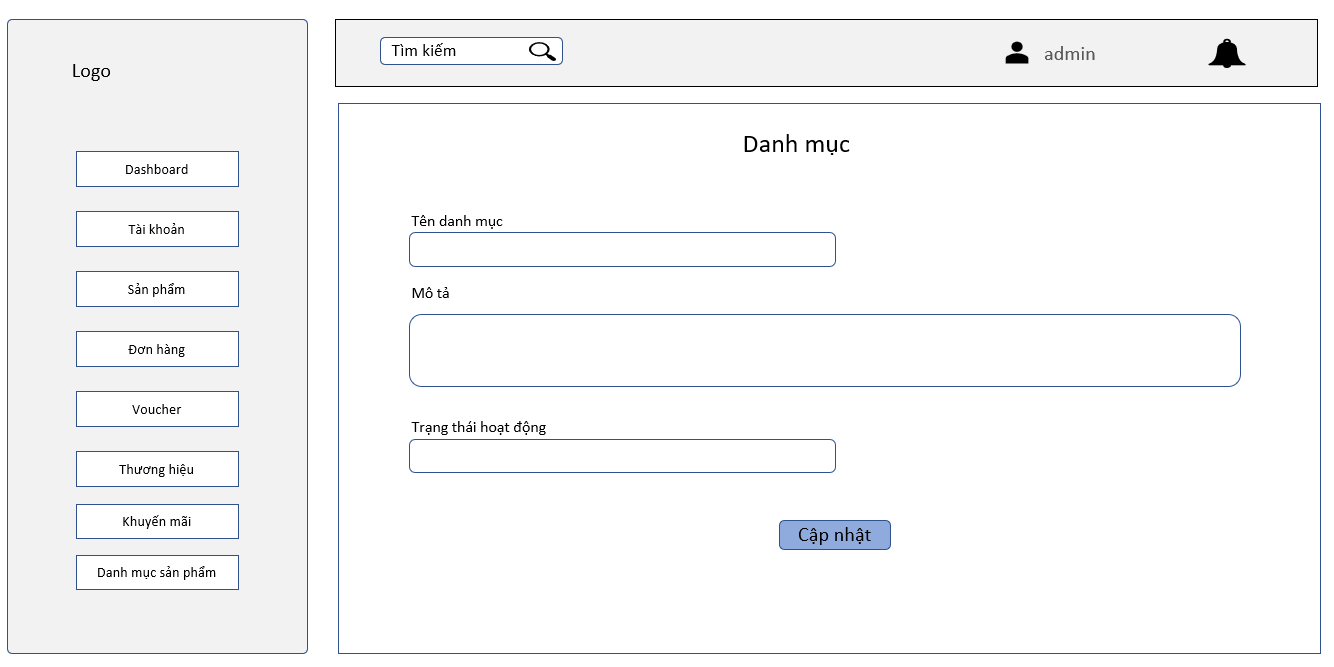 Logo
Dashboard
Tài khoản
Sản phẩm
Đơn hàng
Voucher
Thương hiệu
Khuyến mãi
Danh mục sản phẩm
Tìm kiếm
admin
Danh mục
Tên danh mục
Mô tả
Trạng thái hoạt động
Cập nhật